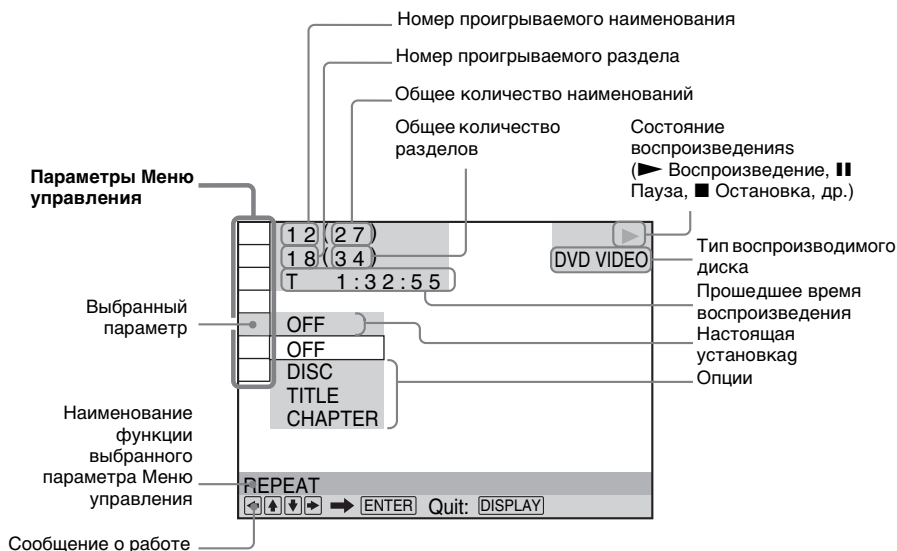 Номер проигрываемого наименования
Номер проигрываемого раздела
Общее количество наименований
Общее количество
разделов
Состояние
воспроизведенияs
(► Воспроизведение, II
Пауза, ■ Остановка, др.)
Параметры Меню
управления
12(27)
18(34)
T 1:32:55
►
DVD VIDEO
Тип воспроизводимого
диска
Прошедшее время
воспроизведения
Выбранный
параметр
OFF
Настоящая
установкаg
OFF
DISC
TITLE
CHAPTER
Опции
Наименование
функции
выбранного
параметра Меню
управления
REPEAT
ENTER Quit: DISPLAY
Сообщение о работе